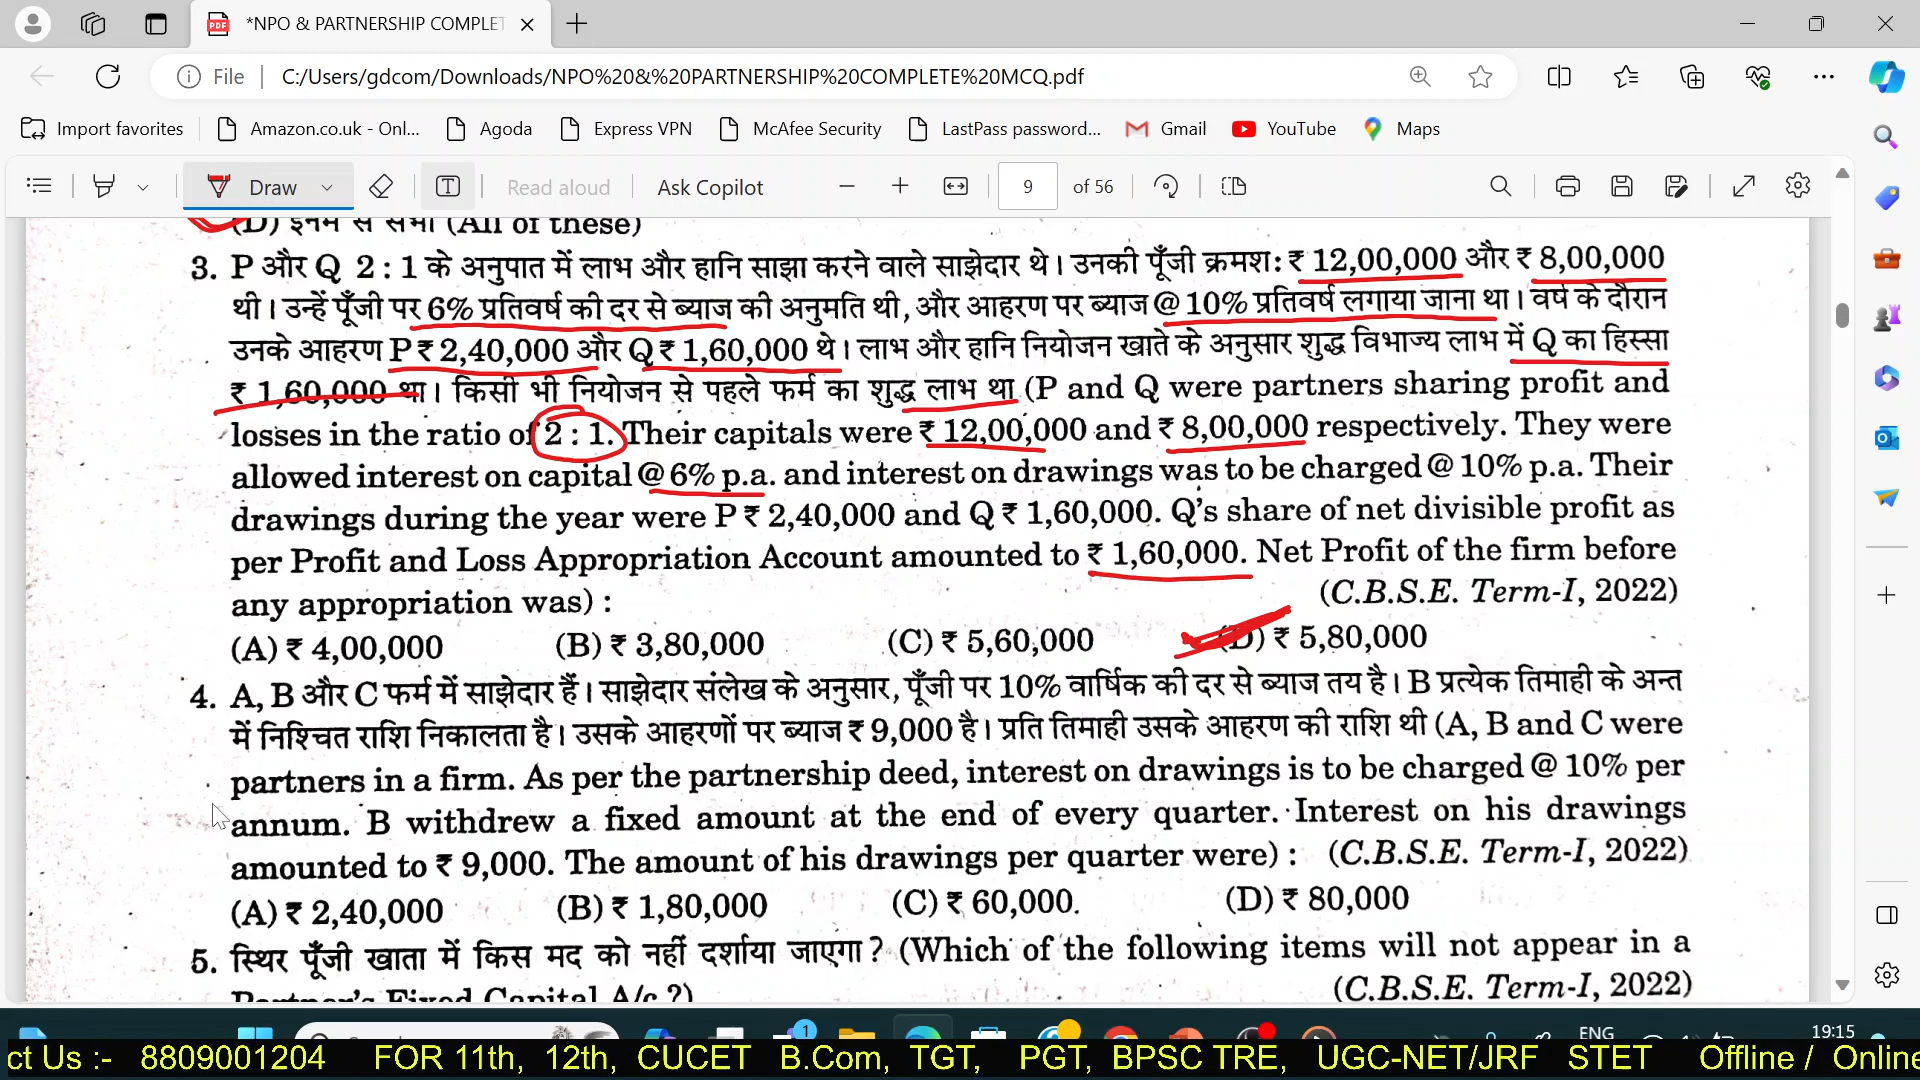 *NPO & PARTNERSHIP COMPLET
File
C:/Users/gdcom/Downloads/NPO%20&%20PARTNERSHIP%20COMPLETE%20MCQ.pdf
Import favorites
Amazon.co.uk - Onl...
Agoda
Express VPN
McAfee Security
LastPass password...
Gmail
YouTube
Maps
Draw
Read aloud
Ask Copilot
9 of 56
(D) इनमें से सभी (All of these)
3. P और Q 2 : 1 के अनुपात में लाभ और हानि साझा करने वाले साझेदार थे। उनकी पूँजी क्रमश: ₹ 12,00,000 और ₹ 8,00,000
थी। उन्हें पूँजी पर 6% प्रतिवर्ष की दर से ब्याज की अनुमति थी, और आहरण पर ब्याज @ 10% प्रतिवर्ष लगाया जाना था। वर्ष के दौरान
उनके आहरण P ₹ 2,40,000 और Q ₹ 1,60,000 थे। लाभ और हानि नियोजन खाते के अनुसार शुद्ध विभाज्य लाभ में Q का हिस्सा
₹ 1,60,000 था। किसी भी नियोजन से पहले फर्म का शुद्ध लाभ था (P and Q were partners sharing profit and
losses in the ratio of 2 : 1. Their capitals were ₹ 12,00,000 and ₹ 8,00,000 respectively. They were
allowed interest on capital @ 6% p.a. and interest on drawings was to be charged @ 10% p.a. Their
drawings during the year were P ₹ 2,40,000 and Q ₹ 1,60,000. Q's share of net divisible profit as
per Profit and Loss Appropriation Account amounted to ₹ 1,60,000. Net Profit of the firm before
any appropriation was) : (C.B.S.E. Term-I, 2022)
(A) ₹ 4,00,000 (B) ₹ 3,80,000 (C) ₹ 5,60,000 (D) ₹ 5,80,000
4. A, B और C फर्म में साझेदार हैं। साझेदार संलेख के अनुसार, पूँजी पर 10% वार्षिक की दर से ब्याज तय है। B प्रत्येक तिमाही के अन्त
में निश्चित राशि निकालता है। उसके आहरणों पर ब्याज ₹ 9,000 है। प्रति तिमाही उसके आहरण की राशि थी (A, B and C were
partners in a firm. As per the partnership deed, interest on drawings is to be charged @ 10% per
annum. B withdrew a fixed amount at the end of every quarter. Interest on his drawings
amounted to ₹ 9,000. The amount of his drawings per quarter were) : (C.B.S.E. Term-I, 2022)
(A) ₹ 2,40,000 (B) ₹ 1,80,000 (C) ₹ 60,000. (D) ₹ 80,000
5. स्थिर पूँजी खाता में किस मद को नहीं दर्शाया जाएगा? (Which of the following items will not appear in a
Partner's Fixed Capital A/c ?) (C.B.S.E. Term-I, 2022)
1
ENG
19:15
ct Us :- 8809001204 FOR 11th, 12th, CUCET B.Com, TGT, PGT, BPSC TRE, UGC-NET/JRF STET Offline / Online